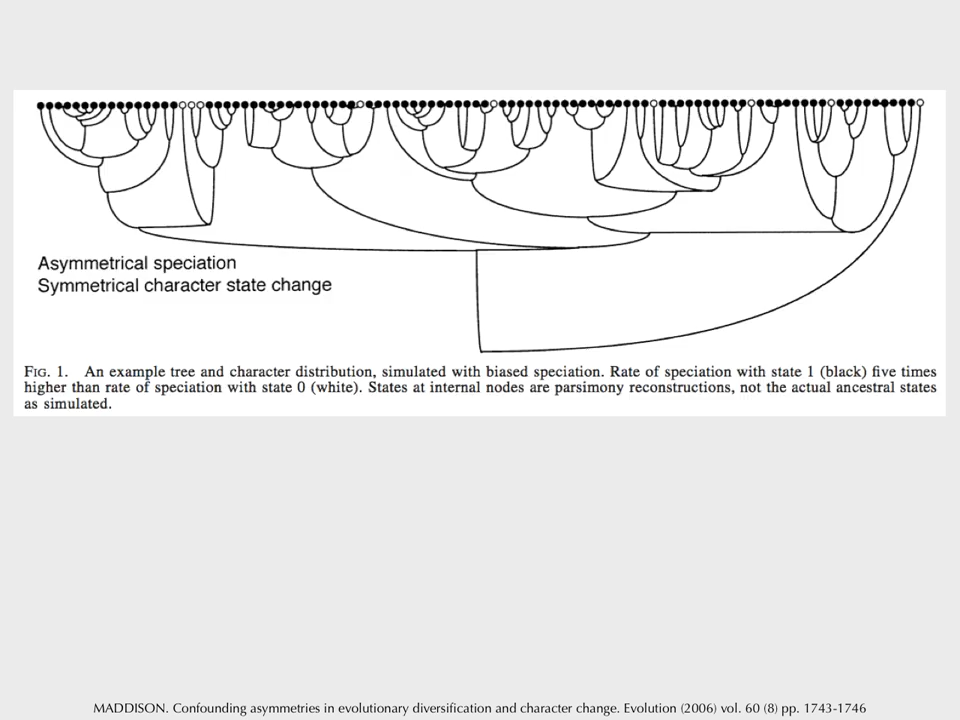 Asymmetrical speciation
Symmetrical character state change
FIG. 1. An example tree and character distribution, simulated with biased speciation. Rate of speciation with state 1 (black) five times
higher than rate of speciation with state 0 (white). States at internal nodes are parsimony reconstructions, not the actual ancestral states
as simulated.
MADDISON. Confounding asymmetries in evolutionary diversification and character change. Evolution (2006) vol. 60 (8) pp. 1743-1746